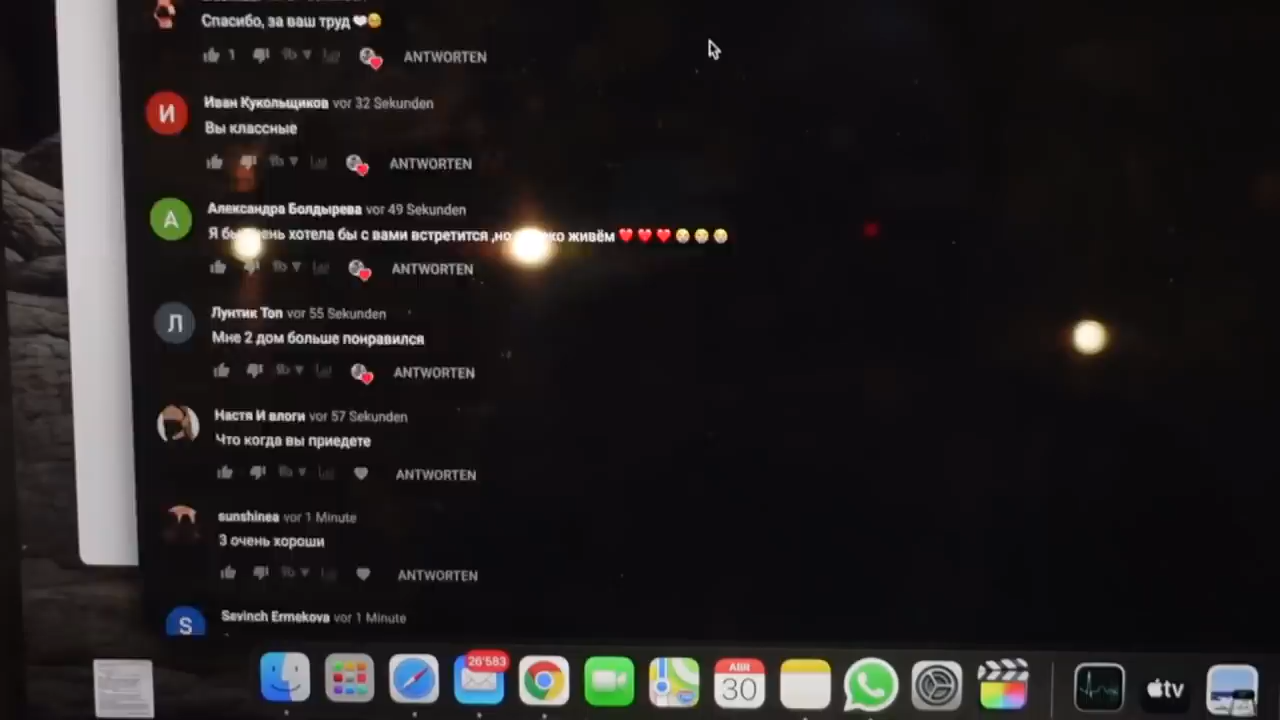 Спасибо, за ваш труд ❤😢
1 ANTWORTEN
И
Иван Кукольщиков vor 32 Sekunden
Вы классные
ANTWORTEN
А
Александра Болдырева vor 49 Sekunden
Я хотела бы с вами встретится ,но живём ❤❤❤😭😭😭
ANTWORTEN
Л
Лунтик Топ vor 55 Sekunden
Мне 2 дом больше понравился
ANTWORTEN
Настя И влоги vor 57 Sekunden
Что когда вы приедете
ANTWORTEN
sunshinea vor 1 Minute
3 очень хороши
ANTWORTEN
S
Sevinch Ermekova vor 1 Minute
26'583
30
tv